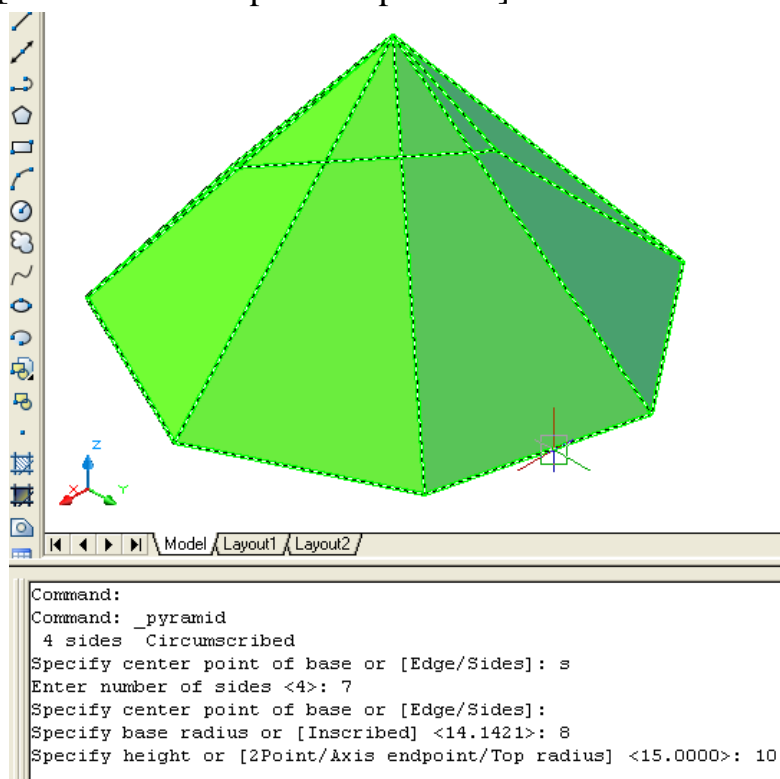 Z
X Y
Model Layout1 Layout2
Command:
Command: _pyramid
4 sides Circumscribed
Specify center point of base or [Edge/Sides]: s
Enter number of sides <4>: 7
Specify center point of base or [Edge/Sides]:
Specify base radius or [Inscribed] <14.1421>: 8
Specify height or [2Point/Axis endpoint/Top radius] <15.0000>: 10